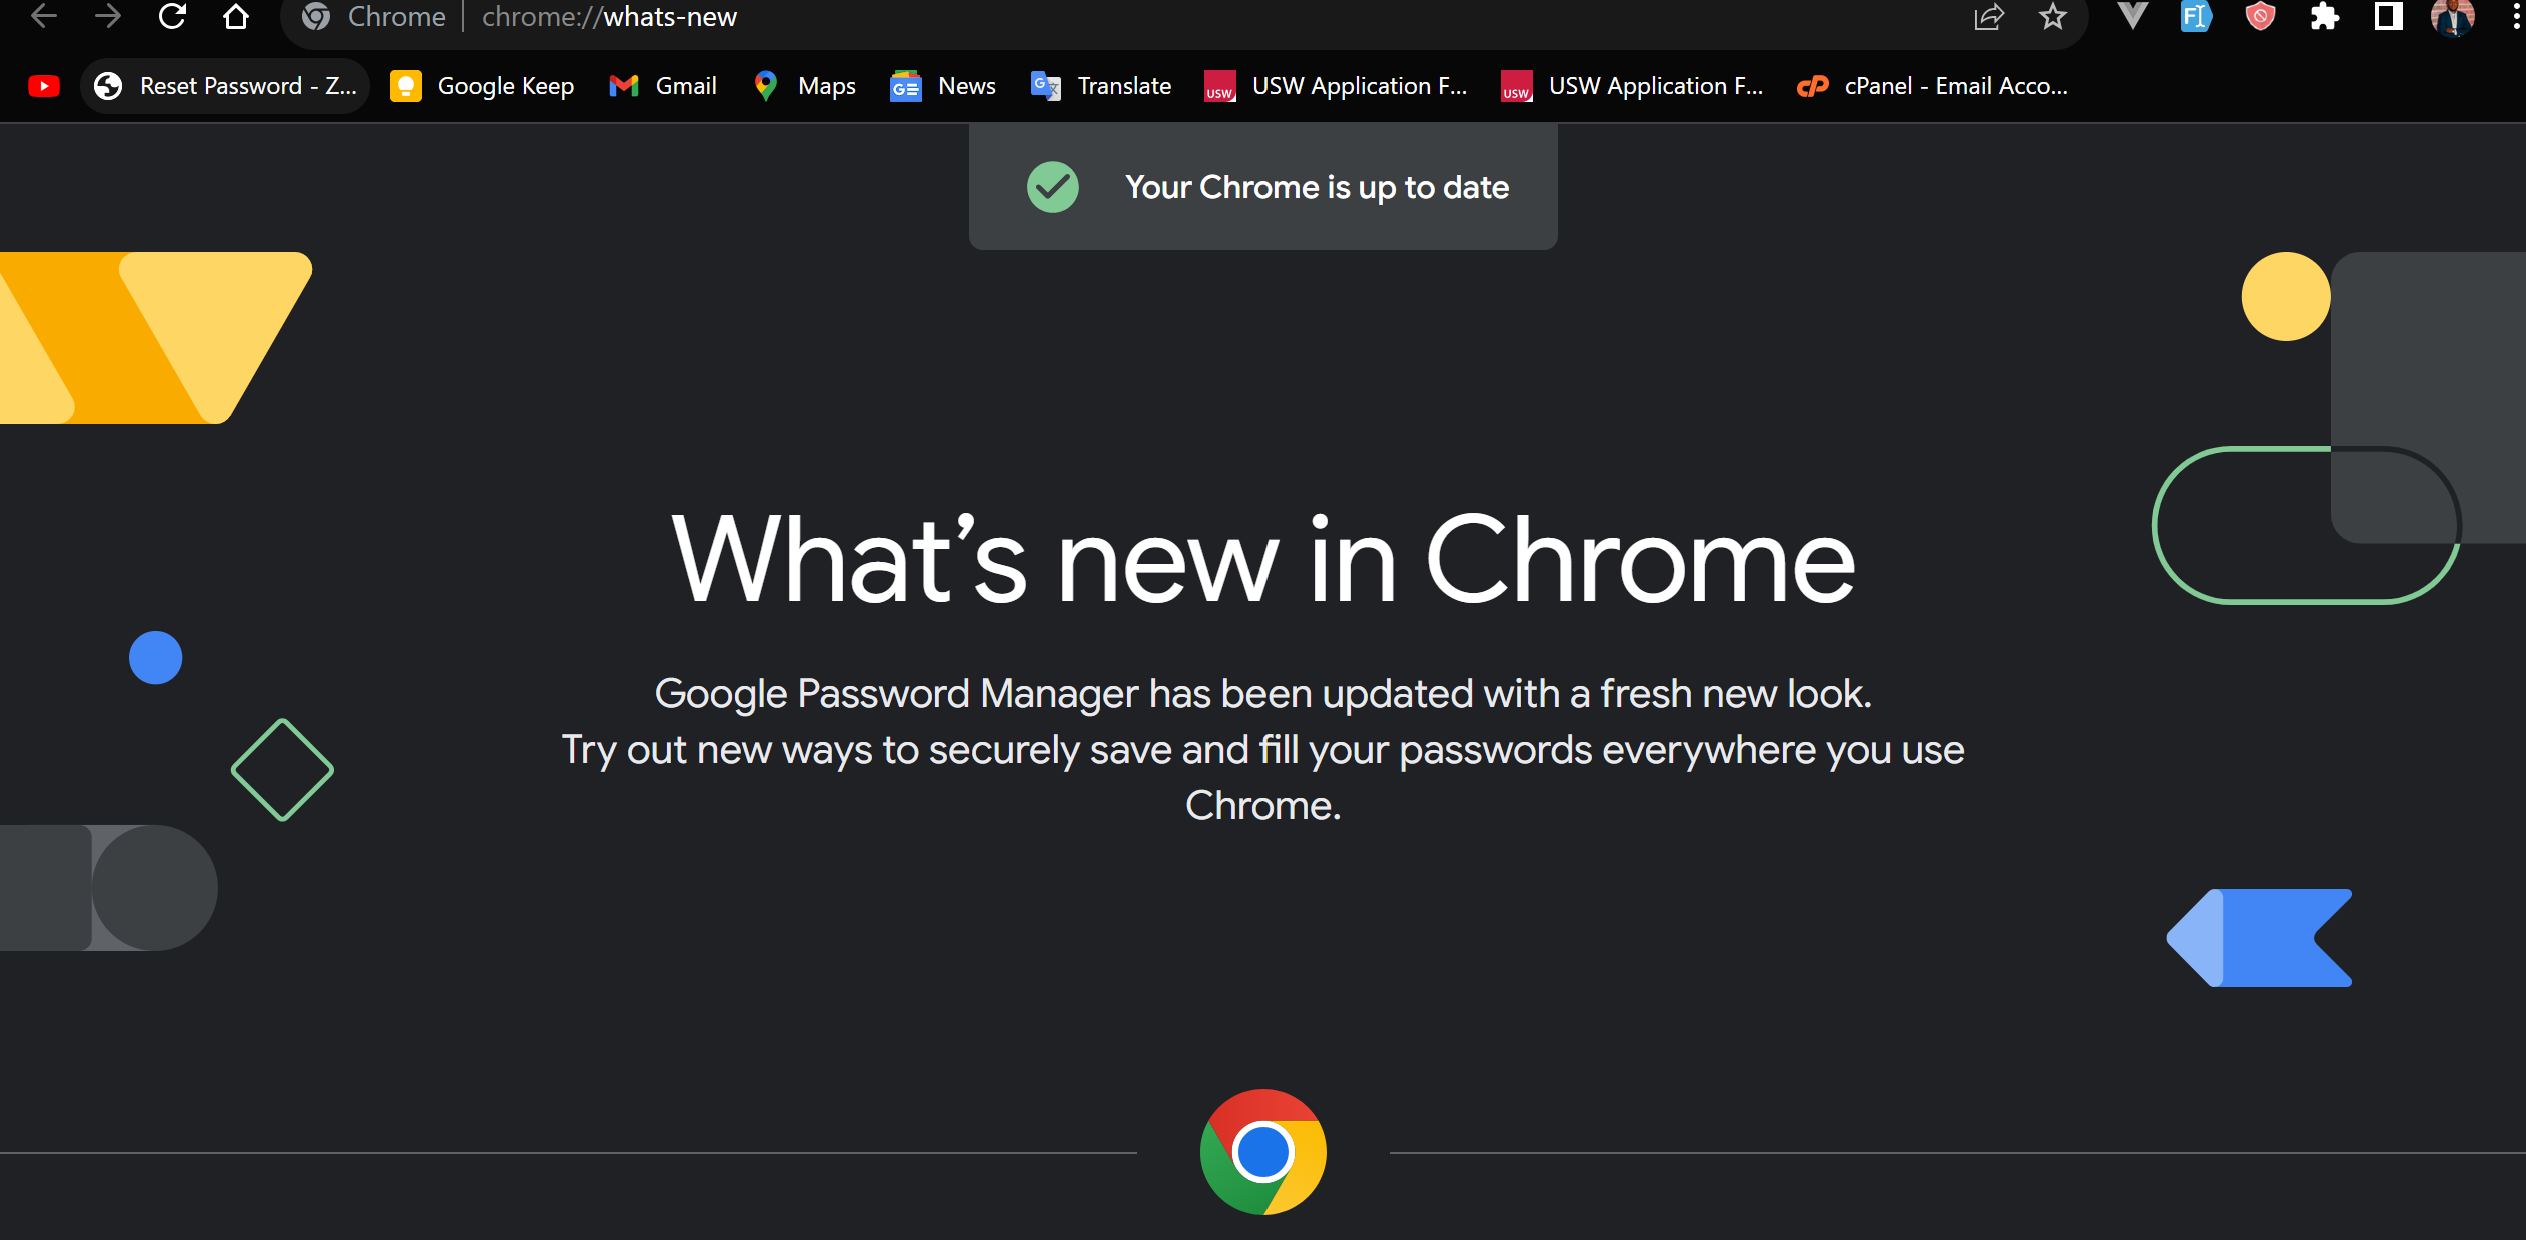 Chrome | chrome://whats-new
Reset Password - Z... Google Keep Gmail Maps News Translate USW Application F... USW Application F... cPanel - Email Acco...
Your Chrome is up to date
What’s new in Chrome
Google Password Manager has been updated with a fresh new look.
Try out new ways to securely save and fill your passwords everywhere you use
Chrome.